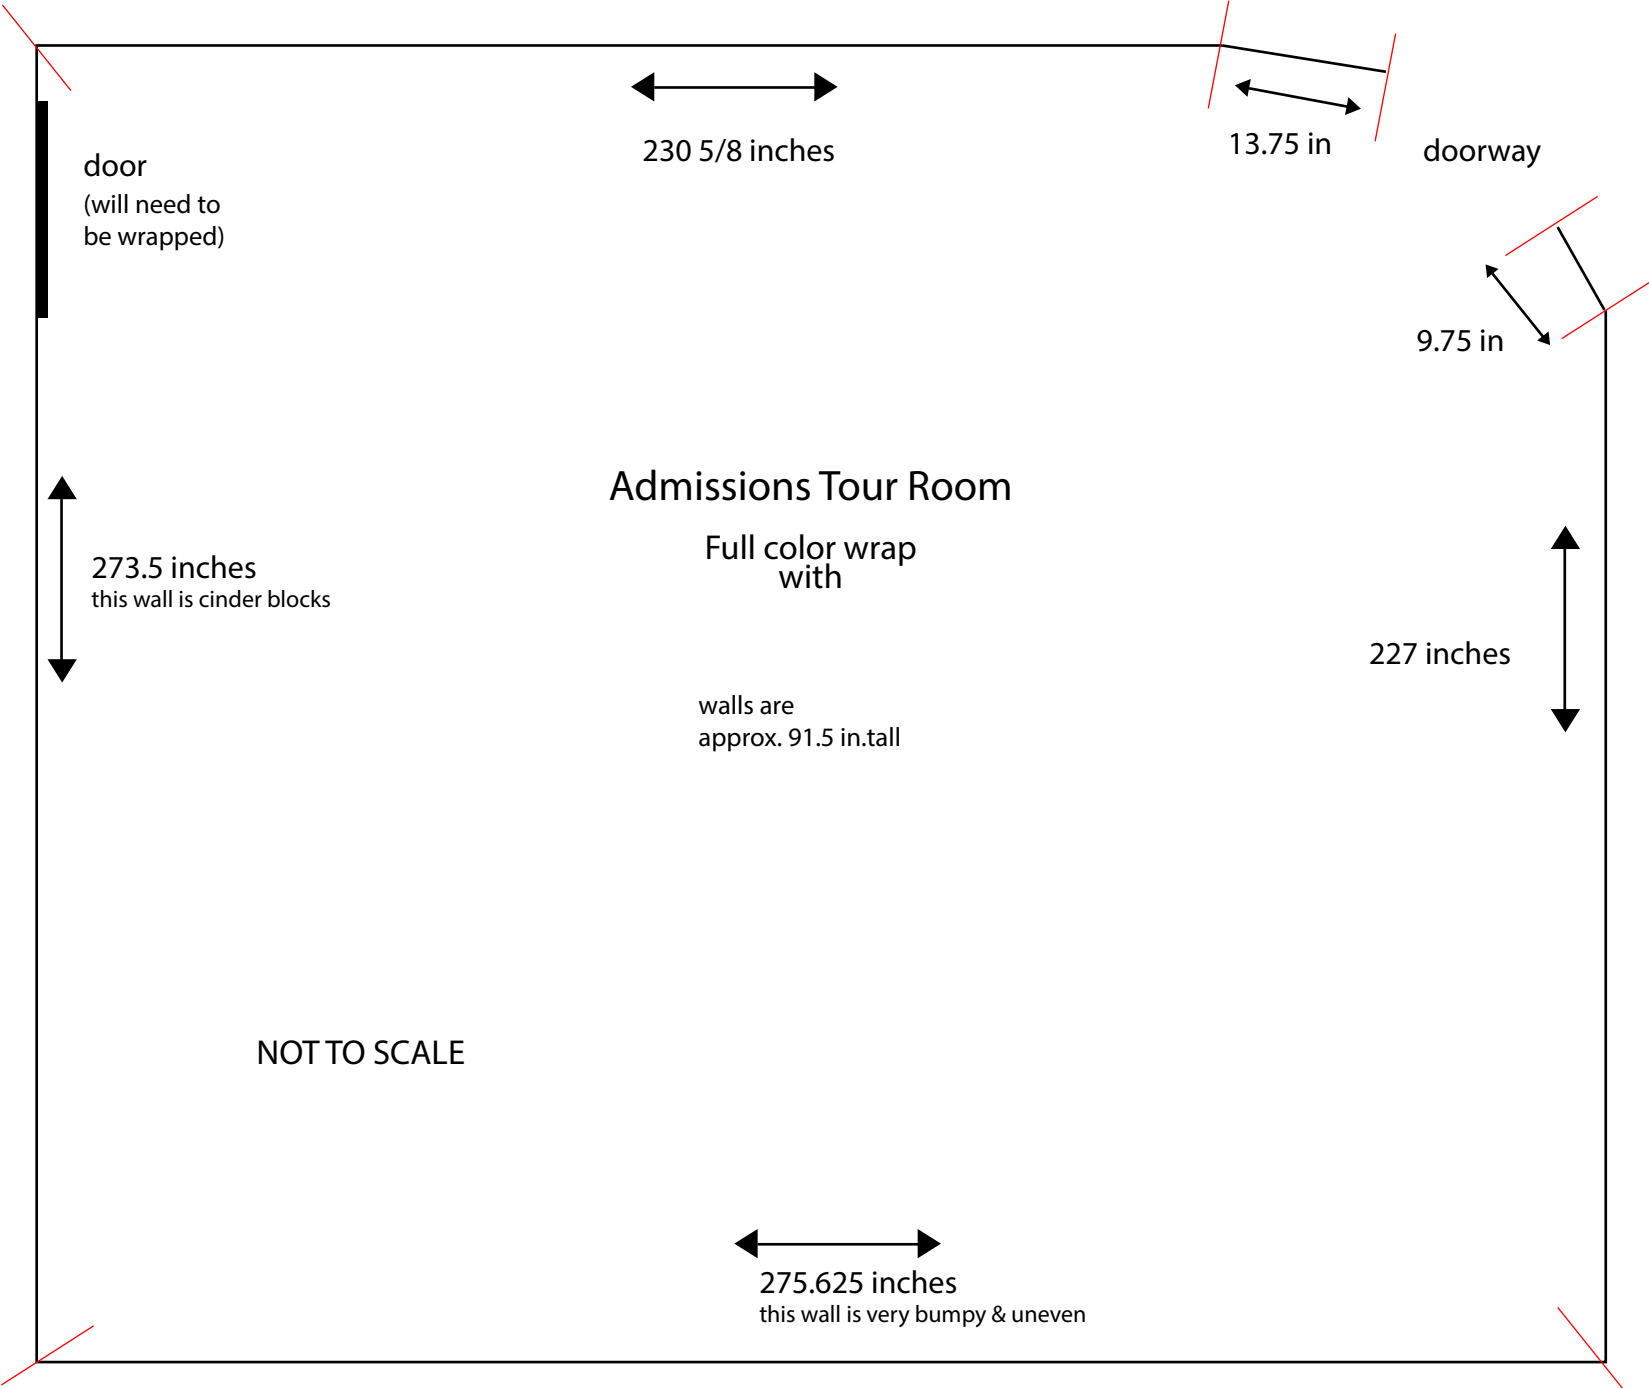 230 5/8 inches
13.75 in
doorway
door
(will need to
be wrapped)
9.75 in
Admissions Tour Room
Full color wrap
with
273.5 inches
this wall is cinder blocks
227 inches
walls are
approx. 91.5 in.tall
NOT TO SCALE
275.625 inches
this wall is very bumpy & uneven